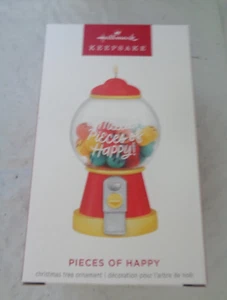 Hallmark
KEEPSAKE
Pieces of
Happy!
PIECES OF HAPPY
christmas tree ornament | décoration pour l'arbre de noël